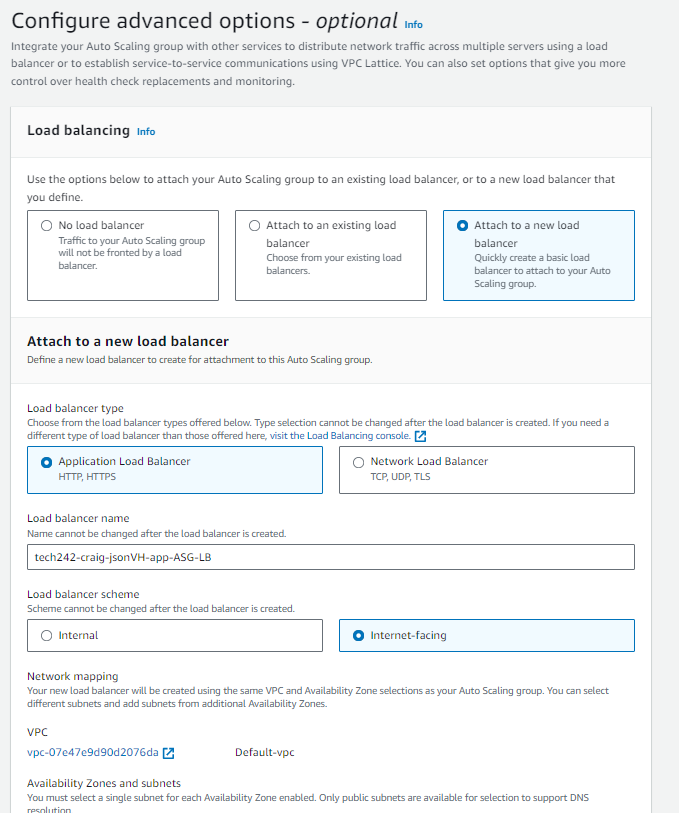 Configure advanced options - optional Info
Integrate your Auto Scaling group with other services to distribute network traffic across multiple servers using a load
balancer or to establish service-to-service communications using VPC Lattice. You can also set options that give you more
control over health check replacements and monitoring.
Load balancing Info
Use the options below to attach your Auto Scaling group to an existing load balancer, or to a new load balancer that
you define.
No load balancer
Traffic to your Auto Scaling group
will not be fronted by a load
balancer.
Attach to an existing load
balancer
Choose from your existing load
balancers.
Attach to a new load
balancer
Quickly create a basic load
balancer to attach to your Auto
Scaling group.
Attach to a new load balancer
Define a new load balancer to create for attachment to this Auto Scaling group.
Load balancer type
Choose from the load balancer types offered below. Type selection cannot be changed after the load balancer is created. If you need a
different type of load balancer than those offered here, visit the Load Balancing console.
Application Load Balancer
HTTP, HTTPS
Network Load Balancer
TCP, UDP, TLS
Load balancer name
Name cannot be changed after the load balancer is created.
tech242-craig-jsonVH-app-ASG-LB
Load balancer scheme
Scheme cannot be changed after the load balancer is created.
Internal
Internet-facing
Network mapping
Your new load balancer will be created using the same VPC and Availability Zone selections as your Auto Scaling group. You can select
different subnets and add subnets from additional Availability Zones.
VPC
vpc-07e47e9d90d2076da Default-vpc
Availability Zones and subnets
You must select a single subnet for each Availability Zone enabled. Only public subnets are available for selection to support DNS
resolution.